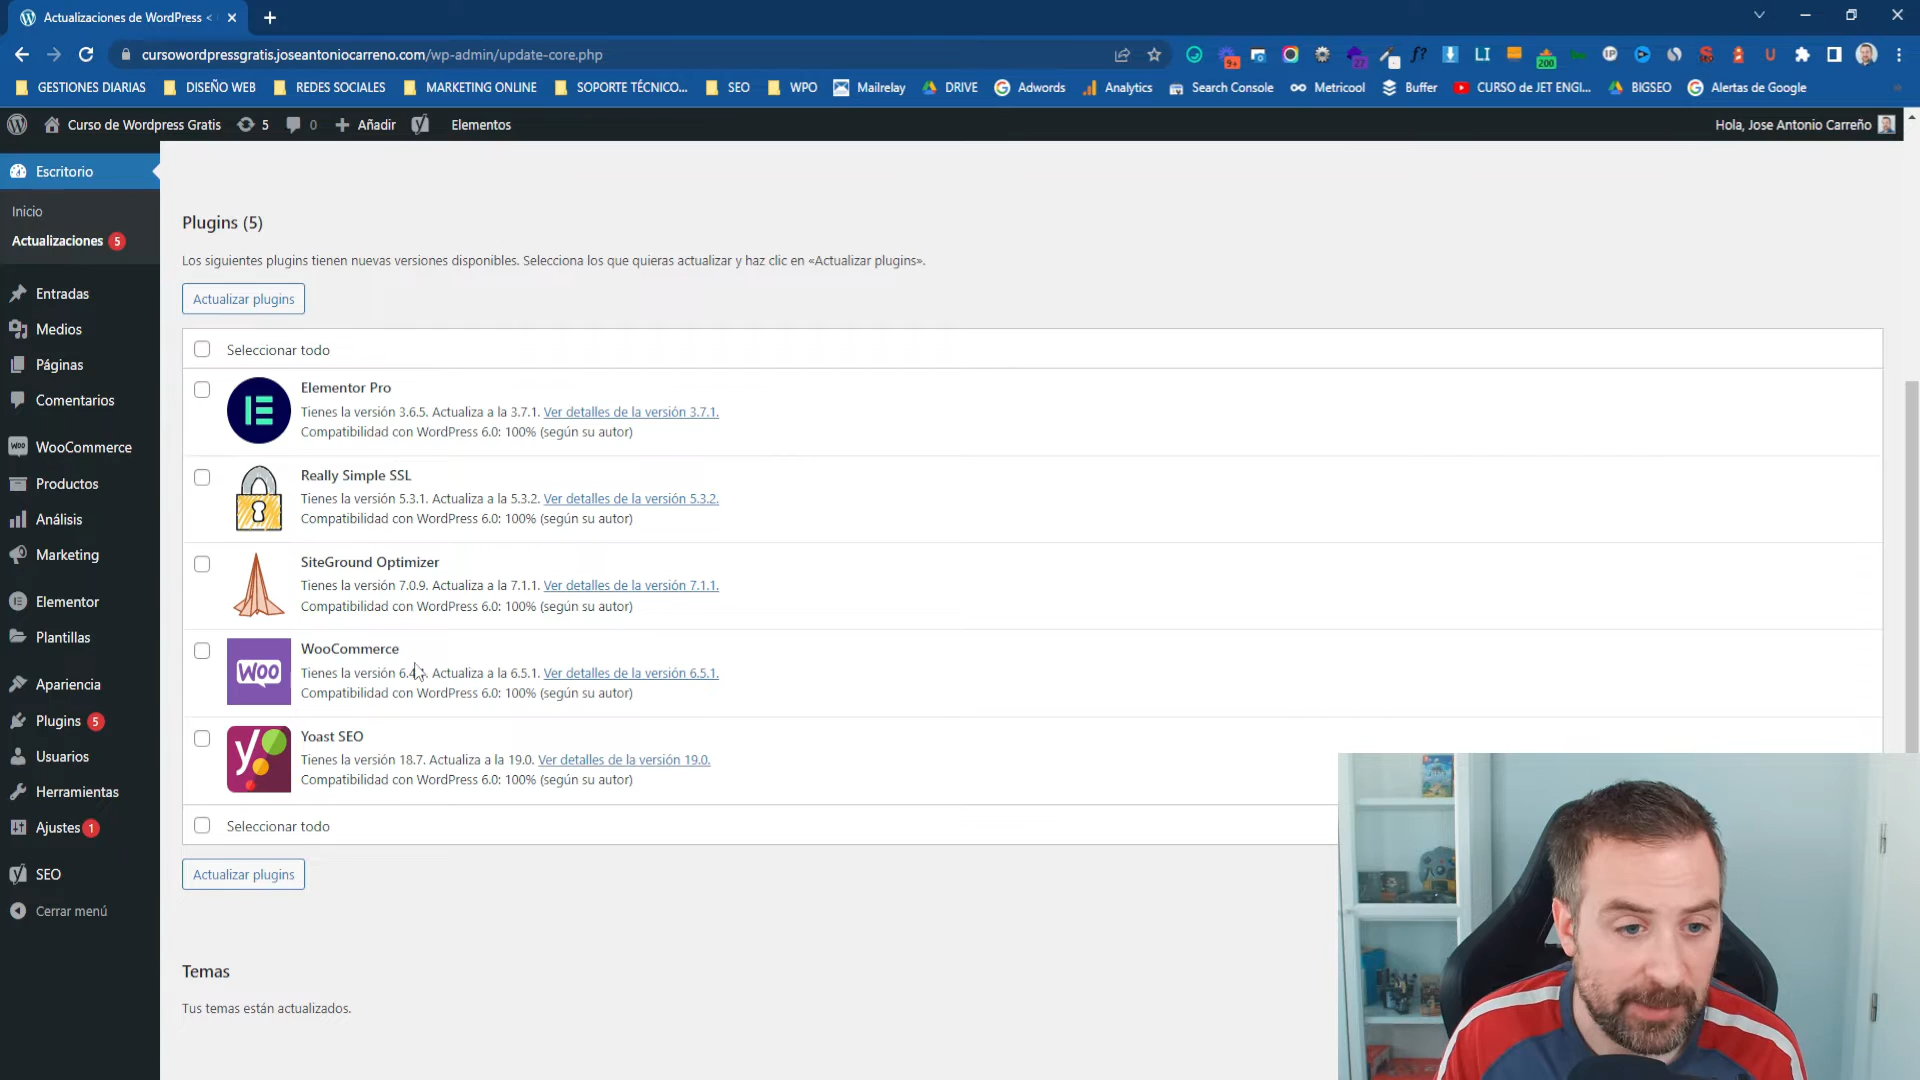 Actualizaciones de WordPress <
cursowordpressgratis.joseantoniocarreno.com/wp-admin/update-core.php
GESTIONES DIARIAS
DISEÑO WEB
REDES SOCIALES
MARKETING ONLINE
SOPORTE TÉCNICO...
SEO
WPO
Mailrelay
DRIVE
Adwords
Analytics
Search Console
Metricool
Buffer
CURSO de JET ENGI...
BIGSEO
Alertas de Google
Curso de Wordpress Gratis
5
0
Añadir
Elementos
Hola, Jose Antonio Carreño
Escritorio
Inicio
Actualizaciones 5
Entradas
Medios
Páginas
Comentarios
WooCommerce
Productos
Análisis
Marketing
Elementor
Plantillas
Apariencia
Plugins 5
Usuarios
Herramientas
Ajustes 1
SEO
Cerrar menú
Plugins (5)
Los siguientes plugins tienen nuevas versiones disponibles. Selecciona los que quieras actualizar y haz clic en «Actualizar plugins».
Actualizar plugins
Seleccionar todo
Elementor Pro
Tienes la versión 3.6.5. Actualiza a la 3.7.1. Ver detalles de la versión 3.7.1.
Compatibilidad con WordPress 6.0: 100% (según su autor)
Really Simple SSL
Tienes la versión 5.3.1. Actualiza a la 5.3.2. Ver detalles de la versión 5.3.2.
Compatibilidad con WordPress 6.0: 100% (según su autor)
SiteGround Optimizer
Tienes la versión 7.0.9. Actualiza a la 7.1.1. Ver detalles de la versión 7.1.1.
Compatibilidad con WordPress 6.0: 100% (según su autor)
WOO
WooCommerce
Tienes la versión Actualiza a la 6.5.1. Ver detalles de la versión 6.5.1.
Compatibilidad con WordPress 6.0: 100% (según su autor)
Yoast SEO
Tienes la versión 18.7. Actualiza a la 19.0. Ver detalles de la versión 19.0.
Compatibilidad con WordPress 6.0: 100% (según su autor)
Seleccionar todo
Actualizar plugins
Temas
Tus temas están actualizados.